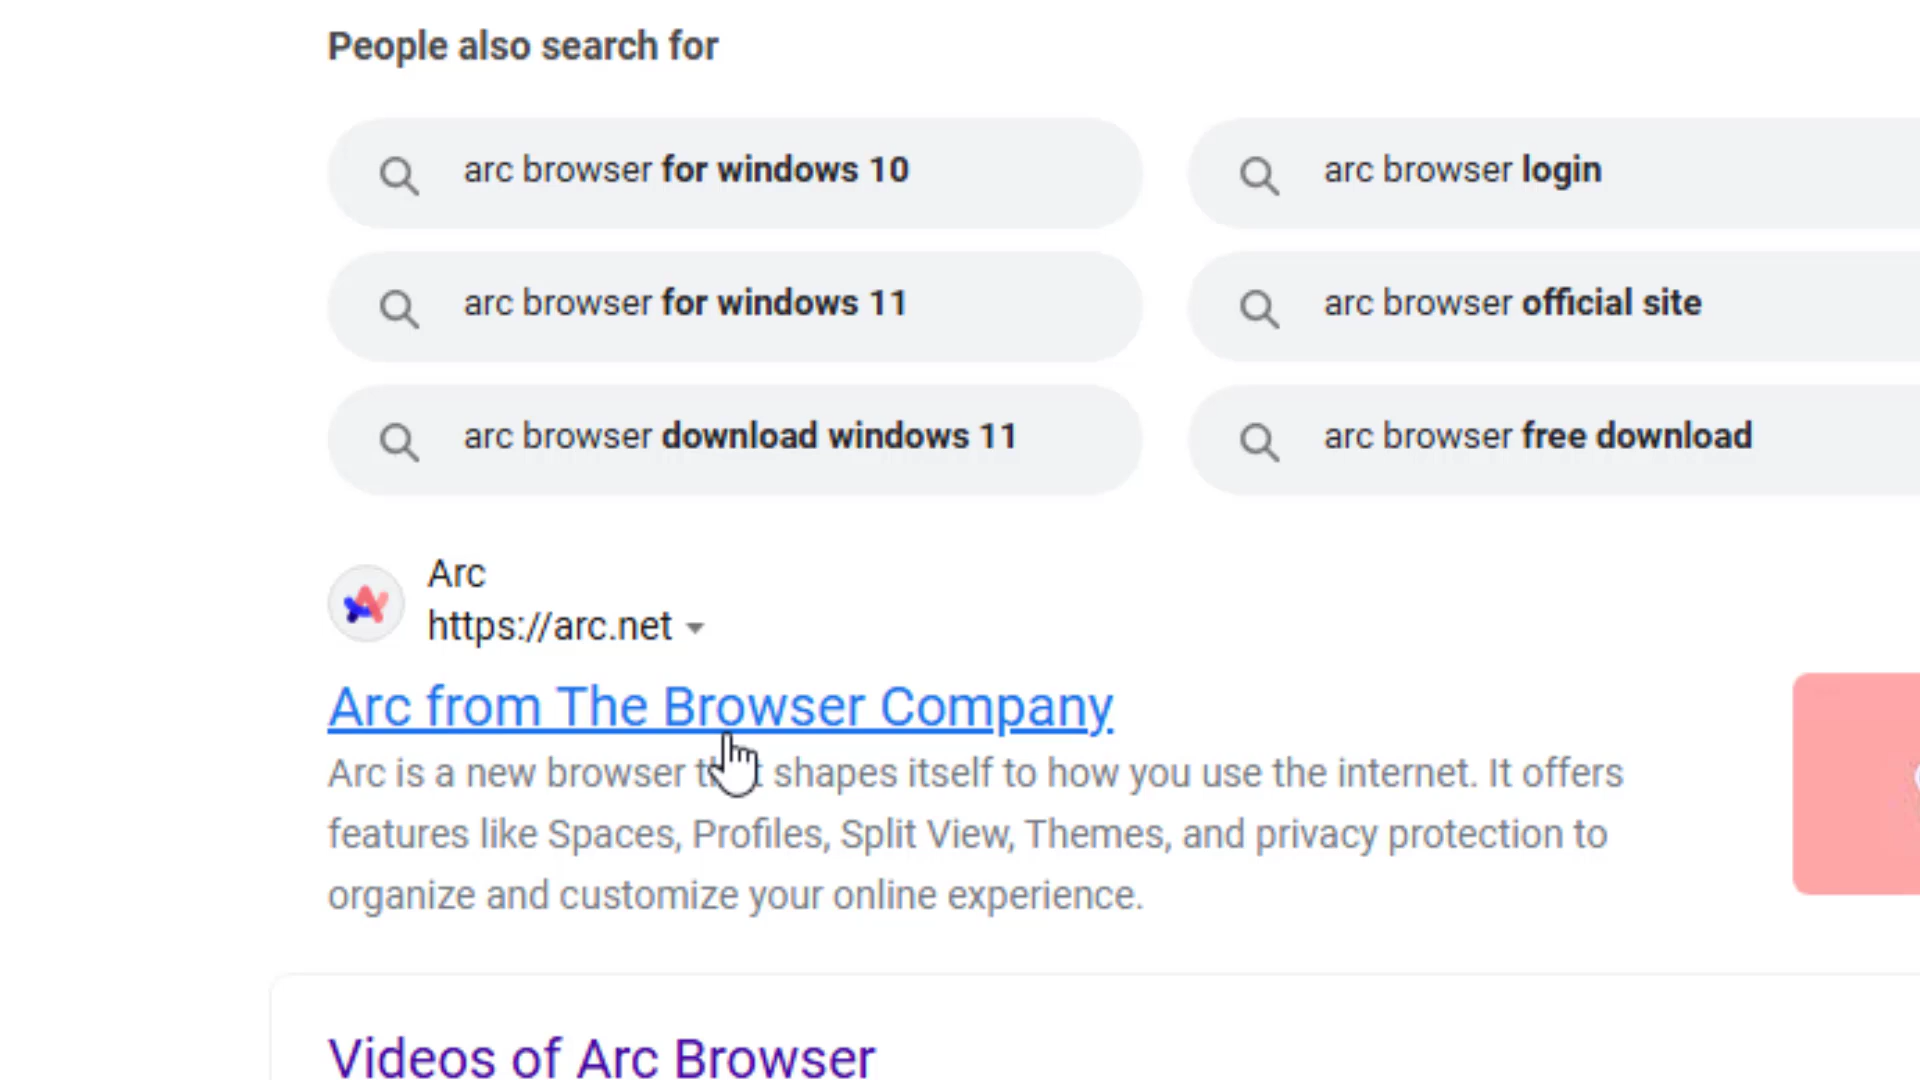 People also search for
arc browser for windows 10
arc browser login
arc browser for windows 11
arc browser official site
arc browser download windows 11
arc browser free download
Arc
https://arc.net
Arc from The Browser Company
Arc is a new browser that shapes itself to how you use the internet. It offers
features like Spaces, Profiles, Split View, Themes, and privacy protection to
organize and customize your online experience.
Videos of Arc Browser